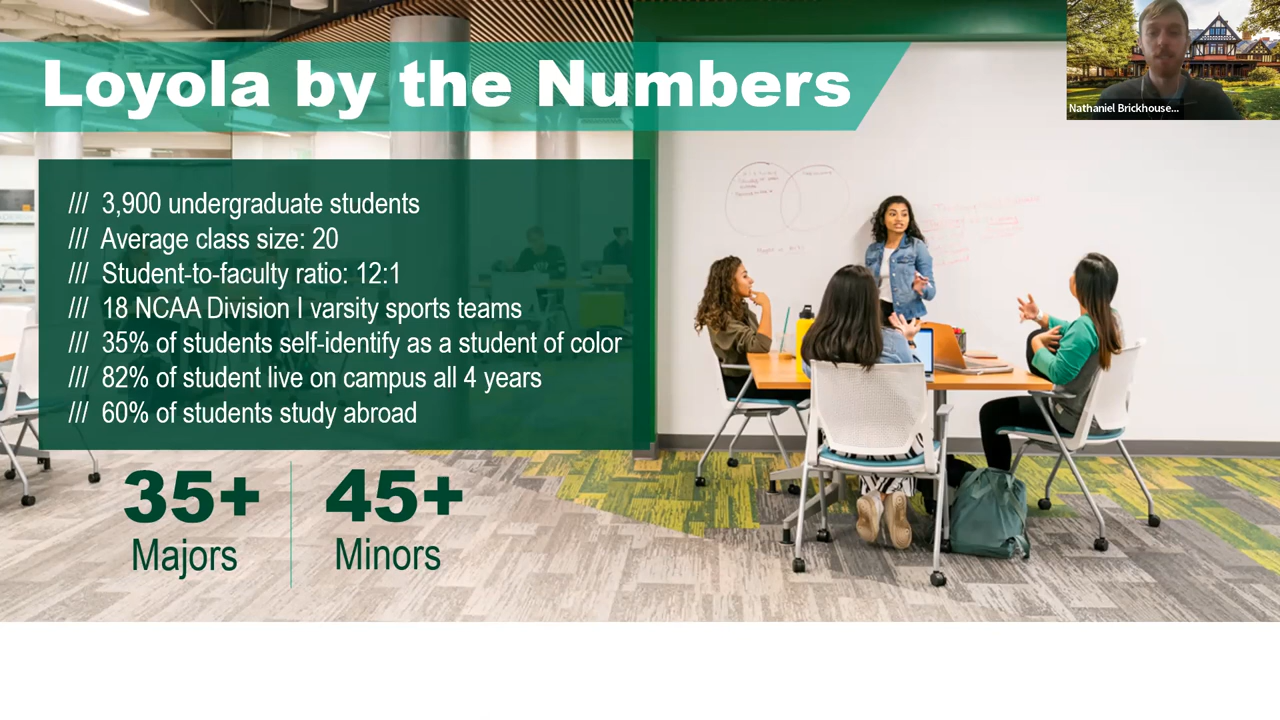 Loyola by the Numbers
Nathaniel Brickhouse...
/// 3,900 undergraduate students
/// Average class size: 20
/// Student-to-faculty ratio: 12:1
/// 18 NCAA Division I varsity sports teams
/// 35% of students self-identify as a student of color
/// 82% of student live on campus all 4 years
/// 60% of students study abroad
35+
Majors
45+
Minors